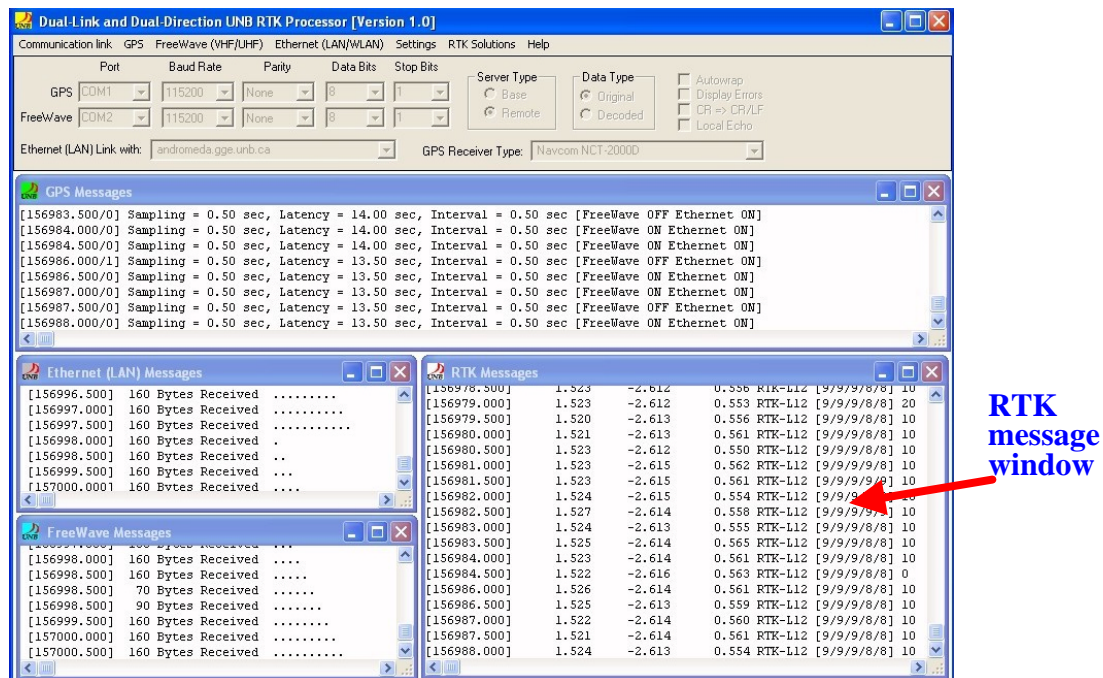 Dual-Link and Dual-Direction UNB RTK Processor [Version 1.0]
Communication link GPS FreeWave (VHF/UHF) Ethernet (LAN/WLAN) Settings RTK Solutions Help
Port Baud Rate Parity Data Bits Stop Bits
GPS COM1 115200 None 8 1
FreeWave COM2 115200 None 8 1
Server Type
Base
Remote
Data Type
Original
Decoded
Autowrap
Display Errors
CR => CR/LF
Local Echo
Ethernet (LAN) Link with: andromeda.gge.unb.ca GPS Receiver Type: Navcom NCT-2000D
GPS Messages
[156983.500/0] Sampling = 0.50 sec, Latency = 14.00 sec, Interval = 0.50 sec [FreeWave OFF Ethernet ON]
[156984.000/0] Sampling = 0.50 sec, Latency = 14.00 sec, Interval = 0.50 sec [FreeWave ON Ethernet ON]
[156984.500/0] Sampling = 0.50 sec, Latency = 14.00 sec, Interval = 0.50 sec [FreeWave ON Ethernet ON]
[156986.000/1] Sampling = 0.50 sec, Latency = 13.50 sec, Interval = 0.50 sec [FreeWave OFF Ethernet ON]
[156986.500/0] Sampling = 0.50 sec, Latency = 13.50 sec, Interval = 0.50 sec [FreeWave ON Ethernet ON]
[156987.000/0] Sampling = 0.50 sec, Latency = 13.50 sec, Interval = 0.50 sec [FreeWave ON Ethernet ON]
[156987.500/0] Sampling = 0.50 sec, Latency = 13.50 sec, Interval = 0.50 sec [FreeWave OFF Ethernet ON]
[156988.000/0] Sampling = 0.50 sec, Latency = 13.50 sec, Interval = 0.50 sec [FreeWave ON Ethernet ON]
Ethernet (LAN) Messages
[156996.500] 160 Bytes Received .........
[156997.000] 160 Bytes Received ..........
[156997.500] 160 Bytes Received ...........
[156998.000] 160 Bytes Received .
[156998.500] 160 Bytes Received ..
[156999.500] 160 Bytes Received ...
[157000.000] 160 Bytes Received ....
FreeWave Messages
[156998.000] 160 Bytes Received ....
[156998.500] 160 Bytes Received .....
[156998.500] 70 Bytes Received ......
[156998.500] 90 Bytes Received .......
[156999.500] 160 Bytes Received ........
[157000.000] 160 Bytes Received .........
[157000.500] 160 Bytes Received ..........
RTK Messages
[156978.500] 1.523 -2.612 0.556 RTK-L12 [9/9/9/8/8] 10
[156979.000] 1.523 -2.612 0.553 RTK-L12 [9/9/9/8/8] 20
[156979.500] 1.520 -2.613 0.556 RTK-L12 [9/9/9/8/8] 10
[156980.000] 1.521 -2.613 0.561 RTK-L12 [9/9/9/8/8] 10
[156980.500] 1.523 -2.612 0.550 RTK-L12 [9/9/9/8/8] 10
[156981.000] 1.523 -2.615 0.562 RTK-L12 [9/9/9/8/8] 10
[156981.500] 1.523 -2.615 0.561 RTK-L12 [9/9/9/9/9] 10
[156982.000] 1.524 -2.615 0.554 RTK-L12
[156982.500] 1.527 -2.614 0.558 RTK-L12 [9/9/9/9/9] 10
[156983.000] 1.524 -2.613 0.555 RTK-L12 [9/9/9/8/8] 10
[156983.500] 1.525 -2.614 0.565 RTK-L12 [9/9/9/8/8] 10
[156984.000] 1.523 -2.614 0.561 RTK-L12 [9/9/9/8/8] 10
[156984.500] 1.522 -2.616 0.563 RTK-L12 [9/9/9/8/8] 0
[156986.000] 1.526 -2.614 0.561 RTK-L12 [9/9/9/8/8] 10
[156986.500] 1.525 -2.613 0.559 RTK-L12 [9/9/9/8/8] 10
[156987.000] 1.522 -2.614 0.560 RTK-L12 [9/9/9/8/8] 10
[156987.500] 1.521 -2.614 0.561 RTK-L12 [9/9/9/8/8] 10
[156988.000] 1.524 -2.613 0.554 RTK-L12 [9/9/9/8/8] 10
RTK
message
window